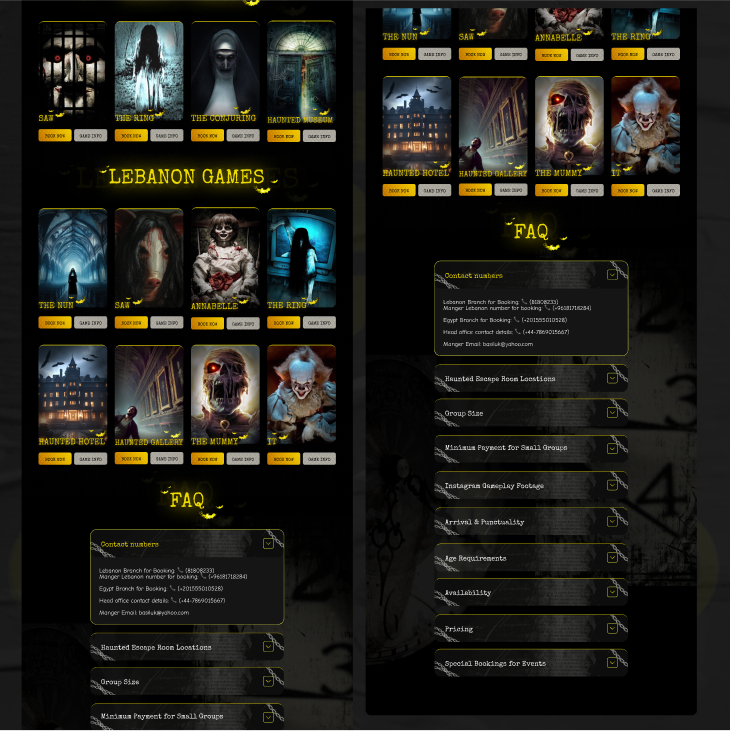 SAW
THE RING
THE CONJURING
HAUNTED MUSEUM
BOOK NOW
GAME INFO
BOOK NOW
GAME INFO
BOOK NOW
GAME INFO
BOOK NOW
GAME INFO
LEBANON GAMES
THE NUN
SAW
ANNABELLE
THE RING
BOOK NOW
GAME INFO
BOOK NOW
GAME INFO
BOOK NOW
GAME INFO
BOOK NOW
GAME INFO
HAUNTED HOTEL
HAUNTED GALLERY
THE MUMMY
IT
BOOK NOW
GAME INFO
BOOK NOW
GAME INFO
BOOK NOW
GAME INFO
BOOK NOW
GAME INFO
FAQ
Contact numbers
Lebanon Branch for Booking 📞 (81808233)
Manger Lebanon number for booking 📞 (+96181718284)
Egypt Branch for Booking 📞 (+201555010528)
Head office contact details: 📞 (+44-7869015667)
Manger Email: basiluk@yahoo.com
Haunted Escape Room Locations
Group Size
Minimum Payment for Small Groups
THE NUN
SAW
ANNABELLE
THE RING
BOOK NOW
GAME INFO
BOOK NOW
GAME INFO
BOOK NOW
GAME INFO
BOOK NOW
GAME INFO
HAUNTED HOTEL
HAUNTED GALLERY
THE MUMMY
IT
BOOK NOW
GAME INFO
BOOK NOW
GAME INFO
BOOK NOW
GAME INFO
BOOK NOW
GAME INFO
FAQ
Contact numbers
Lebanon Branch for Booking 📞 (81808233)
Manger Lebanon number for booking 📞 (+96181718284)
Egypt Branch for Booking 📞 (+201555010528)
Head office contact details: 📞 (+44-7869015667)
Manger Email: basiluk@yahoo.com
Haunted Escape Room Locations
Group Size
Minimum Payment for Small Groups
Instagram Gameplay Footage
Arrival & Punctuality
Age Requirements
Availability
Pricing
Special Bookings for Events